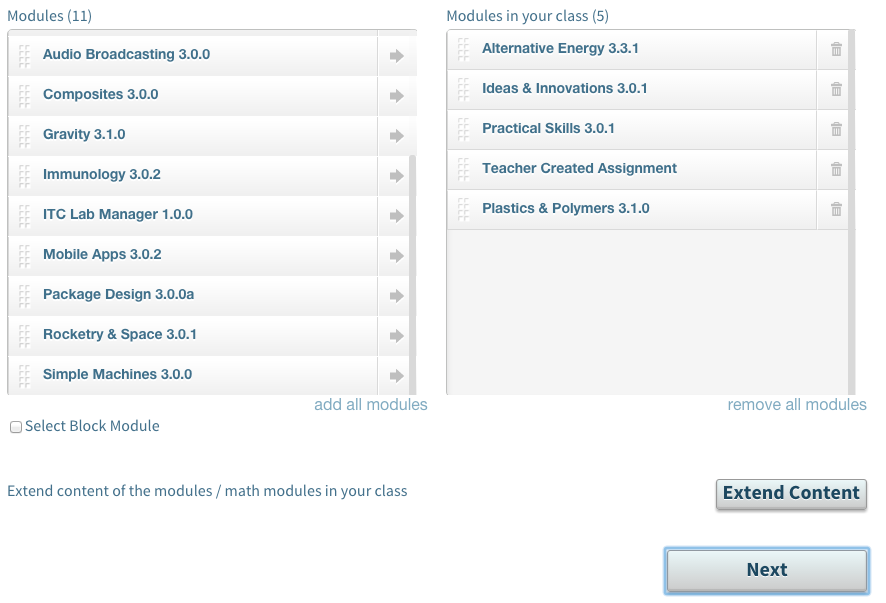 Modules (11)
Audio Broadcasting 3.0.0
Composites 3.0.0
Gravity 3.1.0
Immunology 3.0.2
ITC Lab Manager 1.0.0
Mobile Apps 3.0.2
Package Design 3.0.0a
Rocketry & Space 3.0.1
Simple Machines 3.0.0
add all modules
Select Block Module
Modules in your class (5)
Alternative Energy 3.3.1
Ideas & Innovations 3.0.1
Practical Skills 3.0.1
Teacher Created Assignment
Plastics & Polymers 3.1.0
remove all modules
Extend content of the modules / math modules in your class
Extend Content
Next